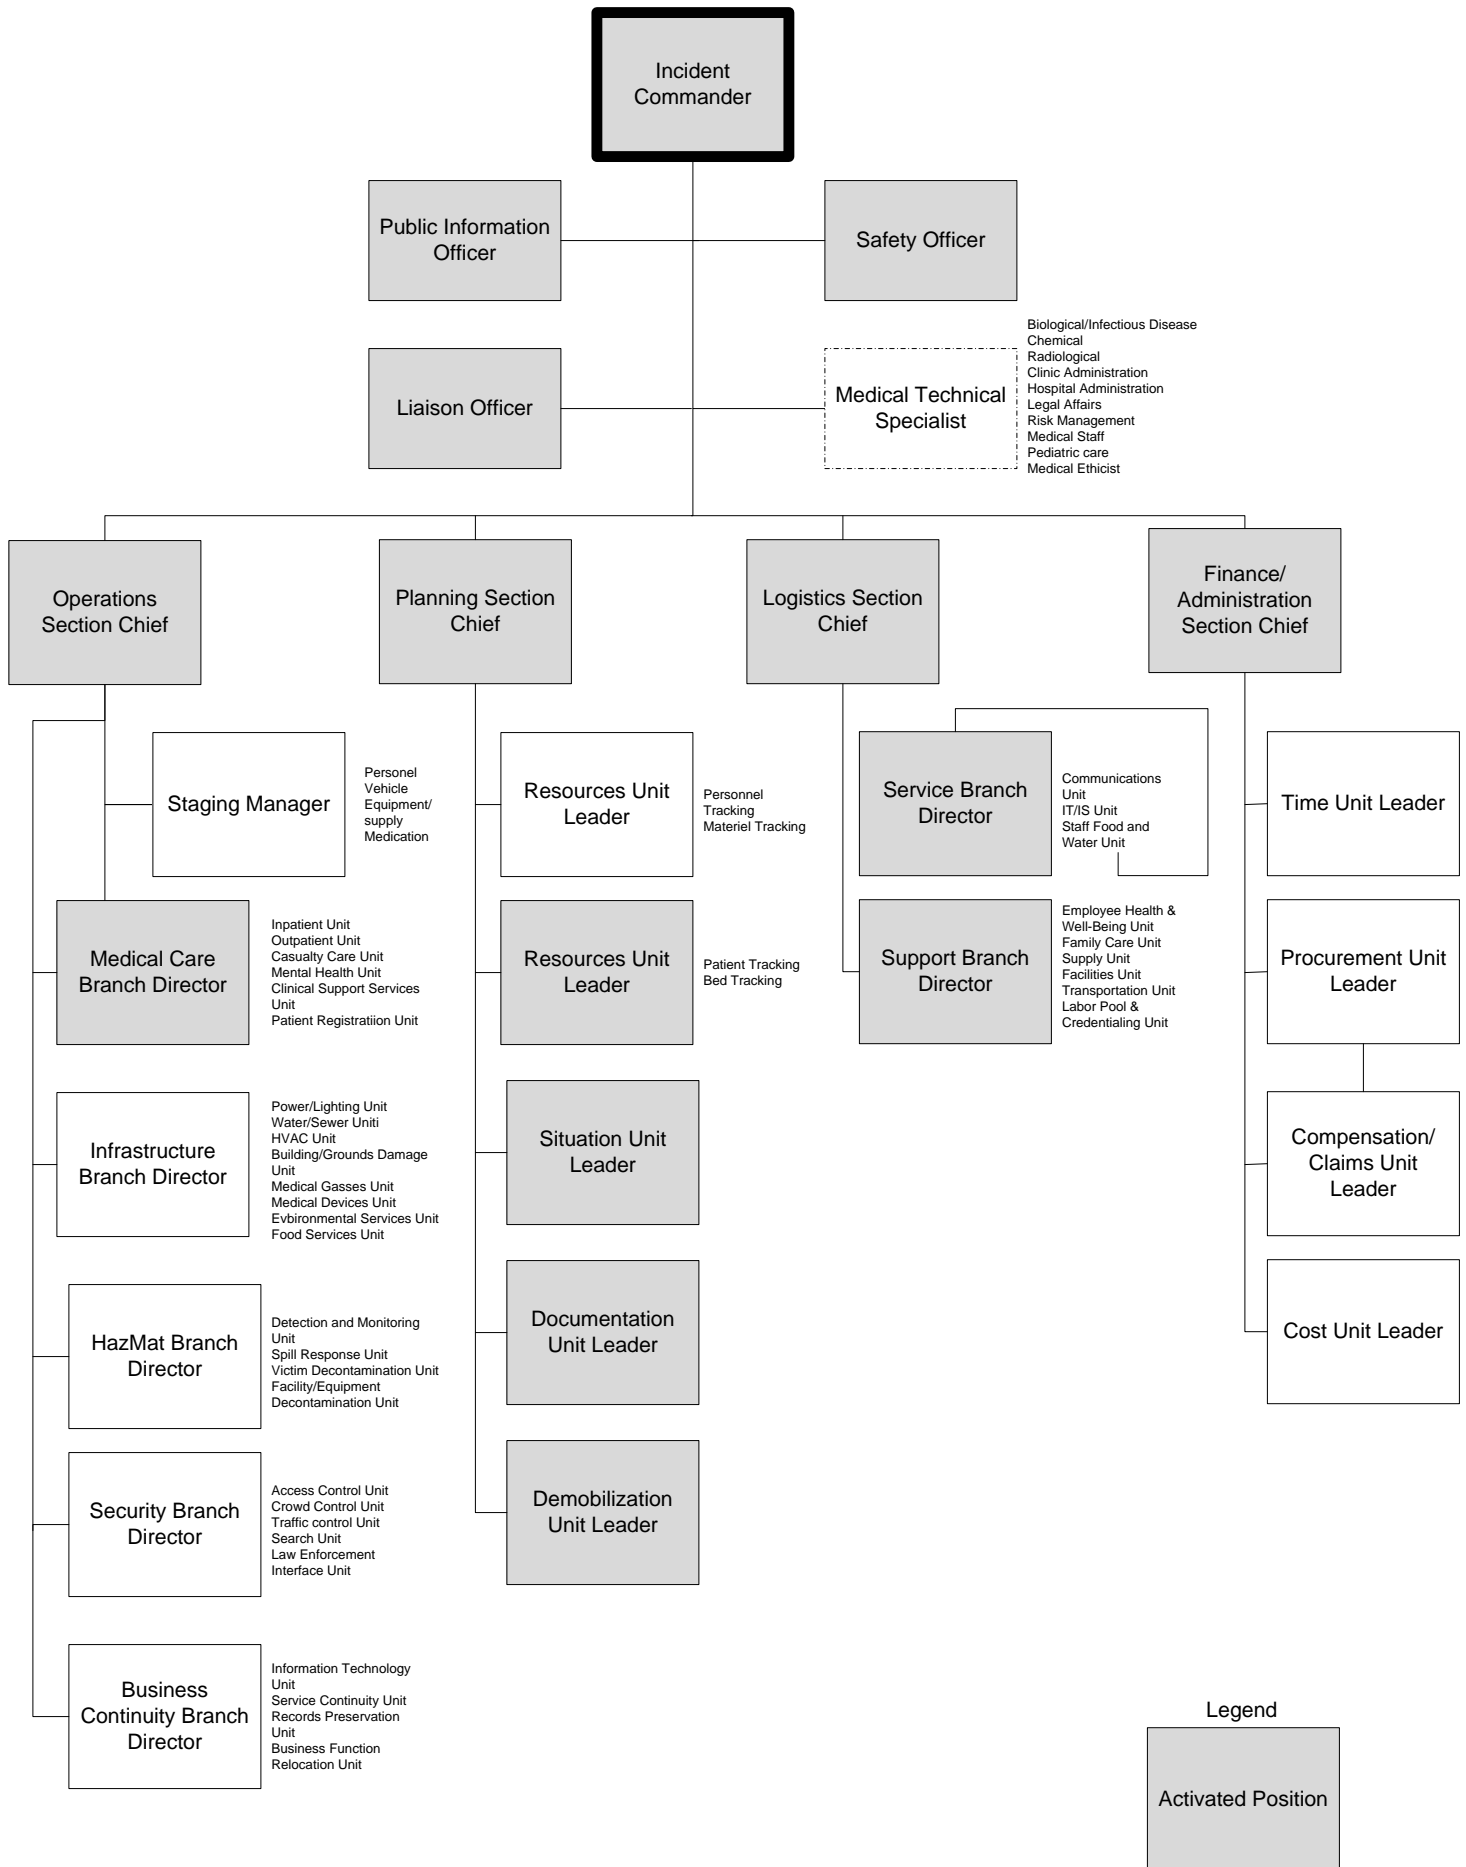 Incident
Commander
Public Information
Officer
Safety Officer
Liaison Officer
Medical Technical
Specialist
Biological/Infectious Disease
Chemical
Radiological
Clinic Administration
Hospital Administration
Legal Affairs
Risk Management
Medical Staff
Pediatric care
Medical Ethicist
Operations
Section Chief
Planning Section
Chief
Logistics Section
Chief
Finance/
Administration
Section Chief
Staging Manager
Personel
Vehicle
Equipment/
supply
Medication
Resources Unit
Leader
Personnel
Tracking
Materiel Tracking
Service Branch
Director
Communications
Unit
IT/IS Unit
Staff Food and
Water Unit
Time Unit Leader
Medical Care
Branch Director
Inpatient Unit
Outpatient Unit
Casualty Care Unit
Mental Health Unit
Clinical Support Services
Unit
Patient Registratiion Unit
Resources Unit
Leader
Patient Tracking
Bed Tracking
Support Branch
Director
Employee Health &
Well-Being Unit
Family Care Unit
Supply Unit
Facilities Unit
Transportation Unit
Labor Pool &
Credentialing Unit
Procurement Unit
Leader
Infrastructure
Branch Director
Power/Lighting Unit
Water/Sewer Uniti
HVAC Unit
Building/Grounds Damage
Unit
Medical Gasses Unit
Medical Devices Unit
Evbironmental Services Unit
Food Services Unit
Situation Unit
Leader
Compensation/
Claims Unit
Leader
HazMat Branch
Director
Detection and Monitoring
Unit
Spill Response Unit
Victim Decontamination Unit
Facility/Equipment
Decontamination Unit
Documentation
Unit Leader
Cost Unit Leader
Security Branch
Director
Access Control Unit
Crowd Control Unit
Traffic control Unit
Search Unit
Law Enforcement
Interface Unit
Demobilization
Unit Leader
Business
Continuity Branch
Director
Information Technology
Unit
Service Continuity Unit
Records Preservation
Unit
Business Function
Relocation Unit
Legend
Activated Position